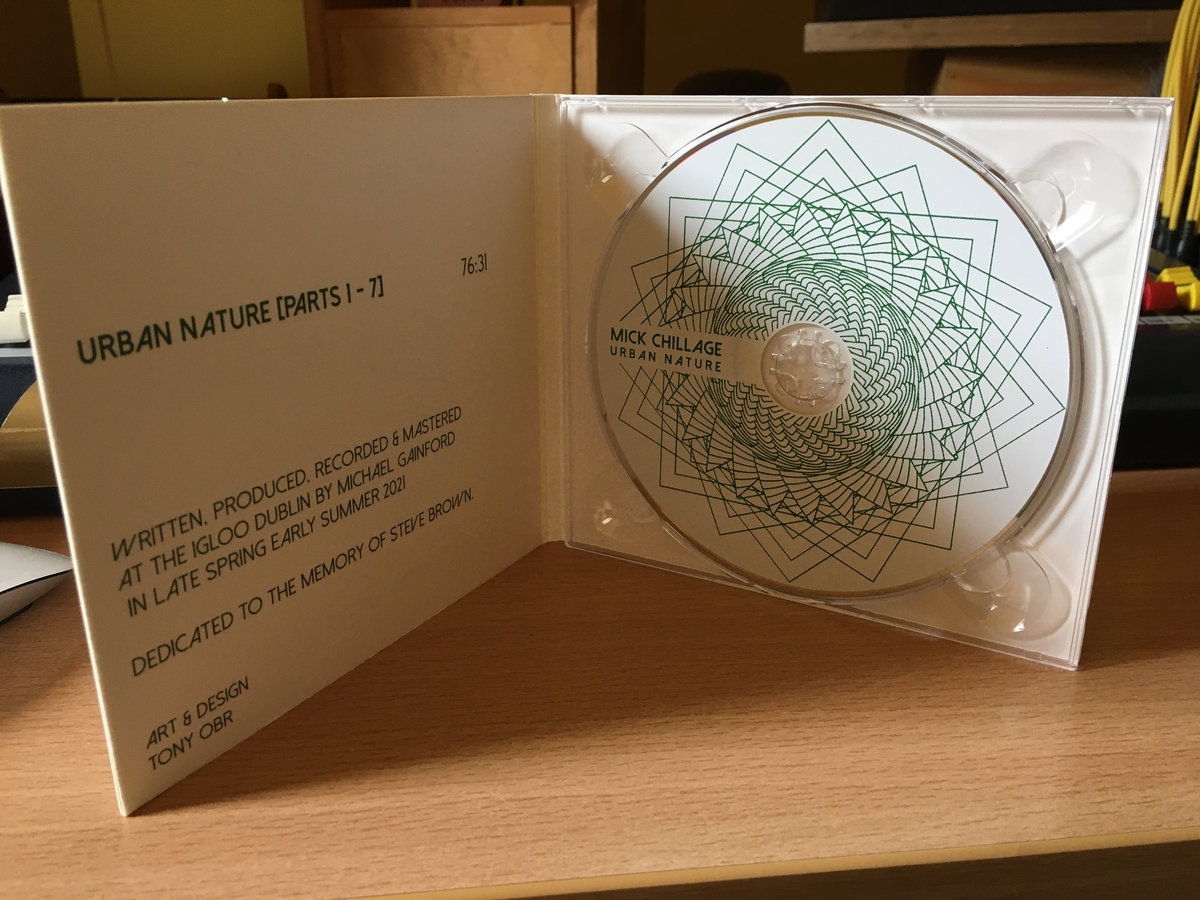 76:31
URBAN NATURE [PARTS 1 - 7]
WRITTEN, PRODUCED, RECORDED & MASTERED
AT THE IGLOO DUBLIN BY MICHAEL GAINFORD
IN LATE SPRING EARLY SUMMER 2021
DEDICATED TO THE MEMORY OF STEVE BROWN.
ART & DESIGN
TONY OBR
MICK CHILLAGE
URBAN NATURE